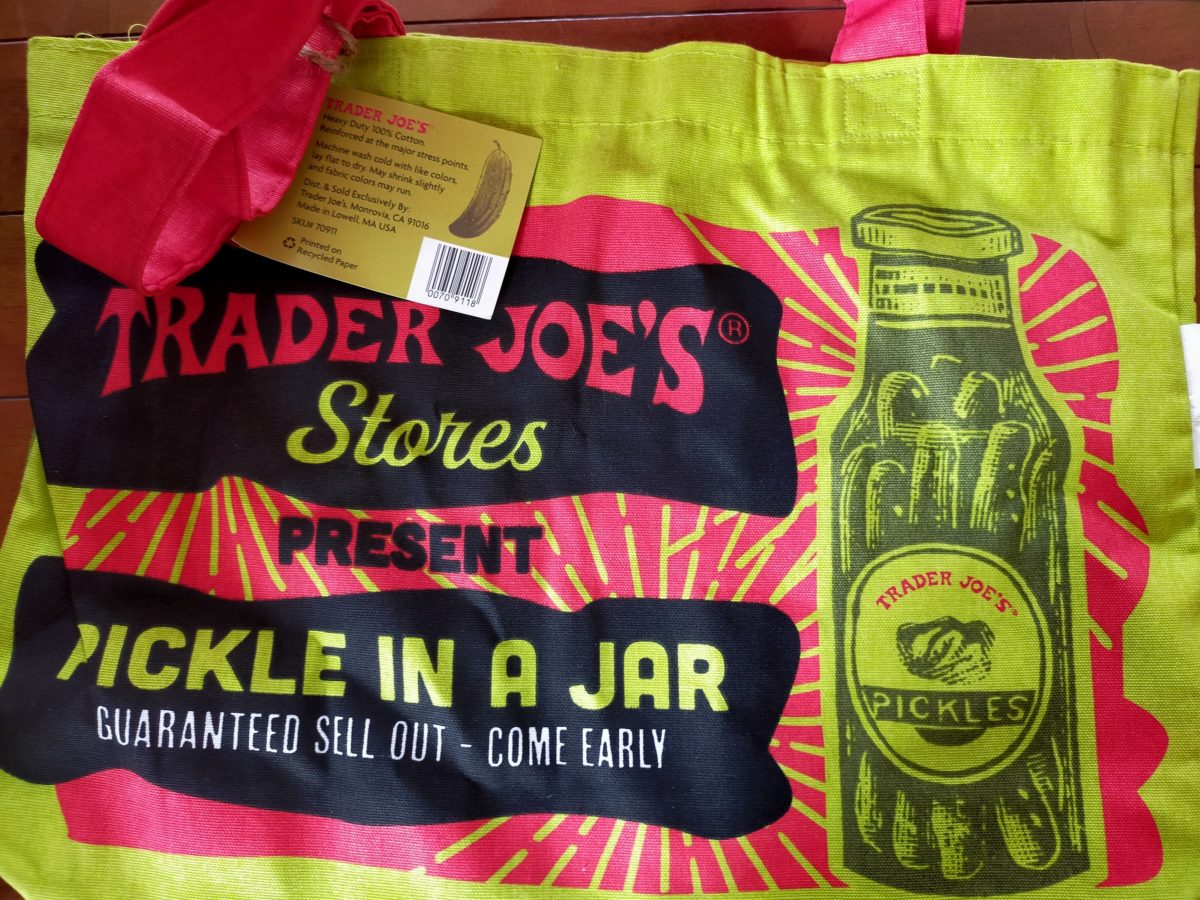 TRADER JOE'S
Heavy Duty 100% Cotton.
Reinforced at the major stress points.
Machine wash cold with like colors,
lay flat to dry. May shrink slightly
and fabric colors may run.
Dist. & Sold Exclusively By:
Trader Joe's, Monrovia, CA 91016
Made in Lowell, MA USA
SKU# 70911
Printed on
Recycled Paper
0070 9118
TRADER JOE'S®
Stores
PRESENT
PICKLE IN A JAR
GUARANTEED SELL OUT - COME EARLY
TRADER JOE'S
PICKLES